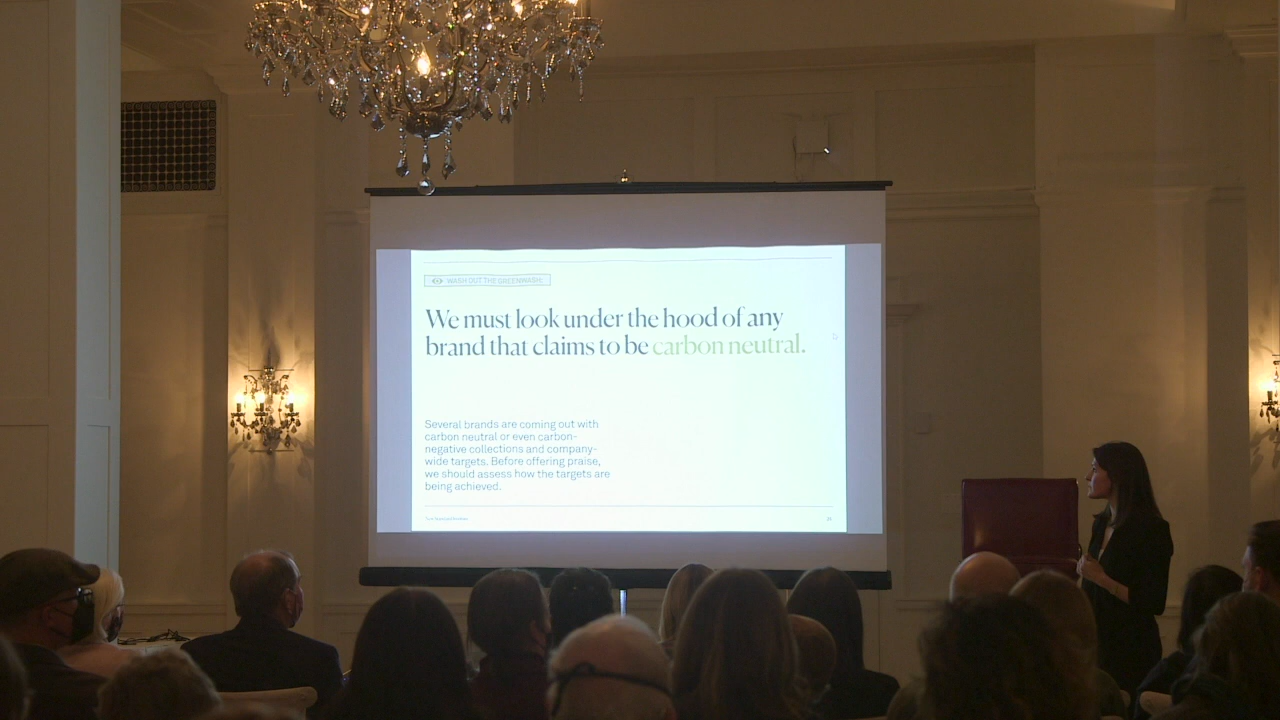 WASH OUT THE GREENWASH:
We must look under the hood of any
brand that claims to be carbon neutral.
Several brands are coming out with
carbon neutral or even carbon-
negative collections and company-
wide targets. Before offering praise,
we should assess how the targets are
being achieved.